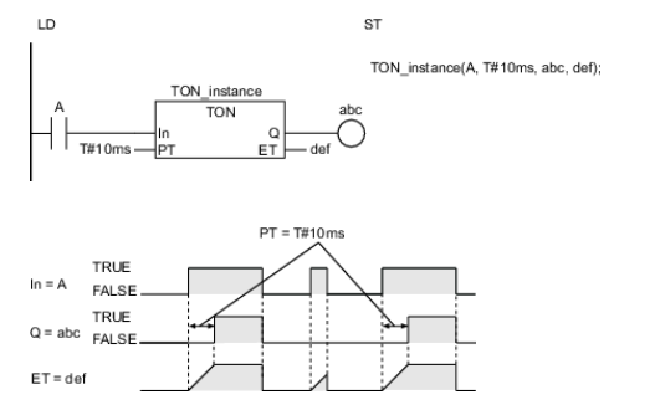 LD
ST
TON_instance(A, T#10ms, abc, def);
TON_instance
A
TON
abc
In
Q
T#10ms
PT
ET
def
PT = T#10ms
TRUE
In = A
FALSE
TRUE
Q = abc
FALSE
ET = def